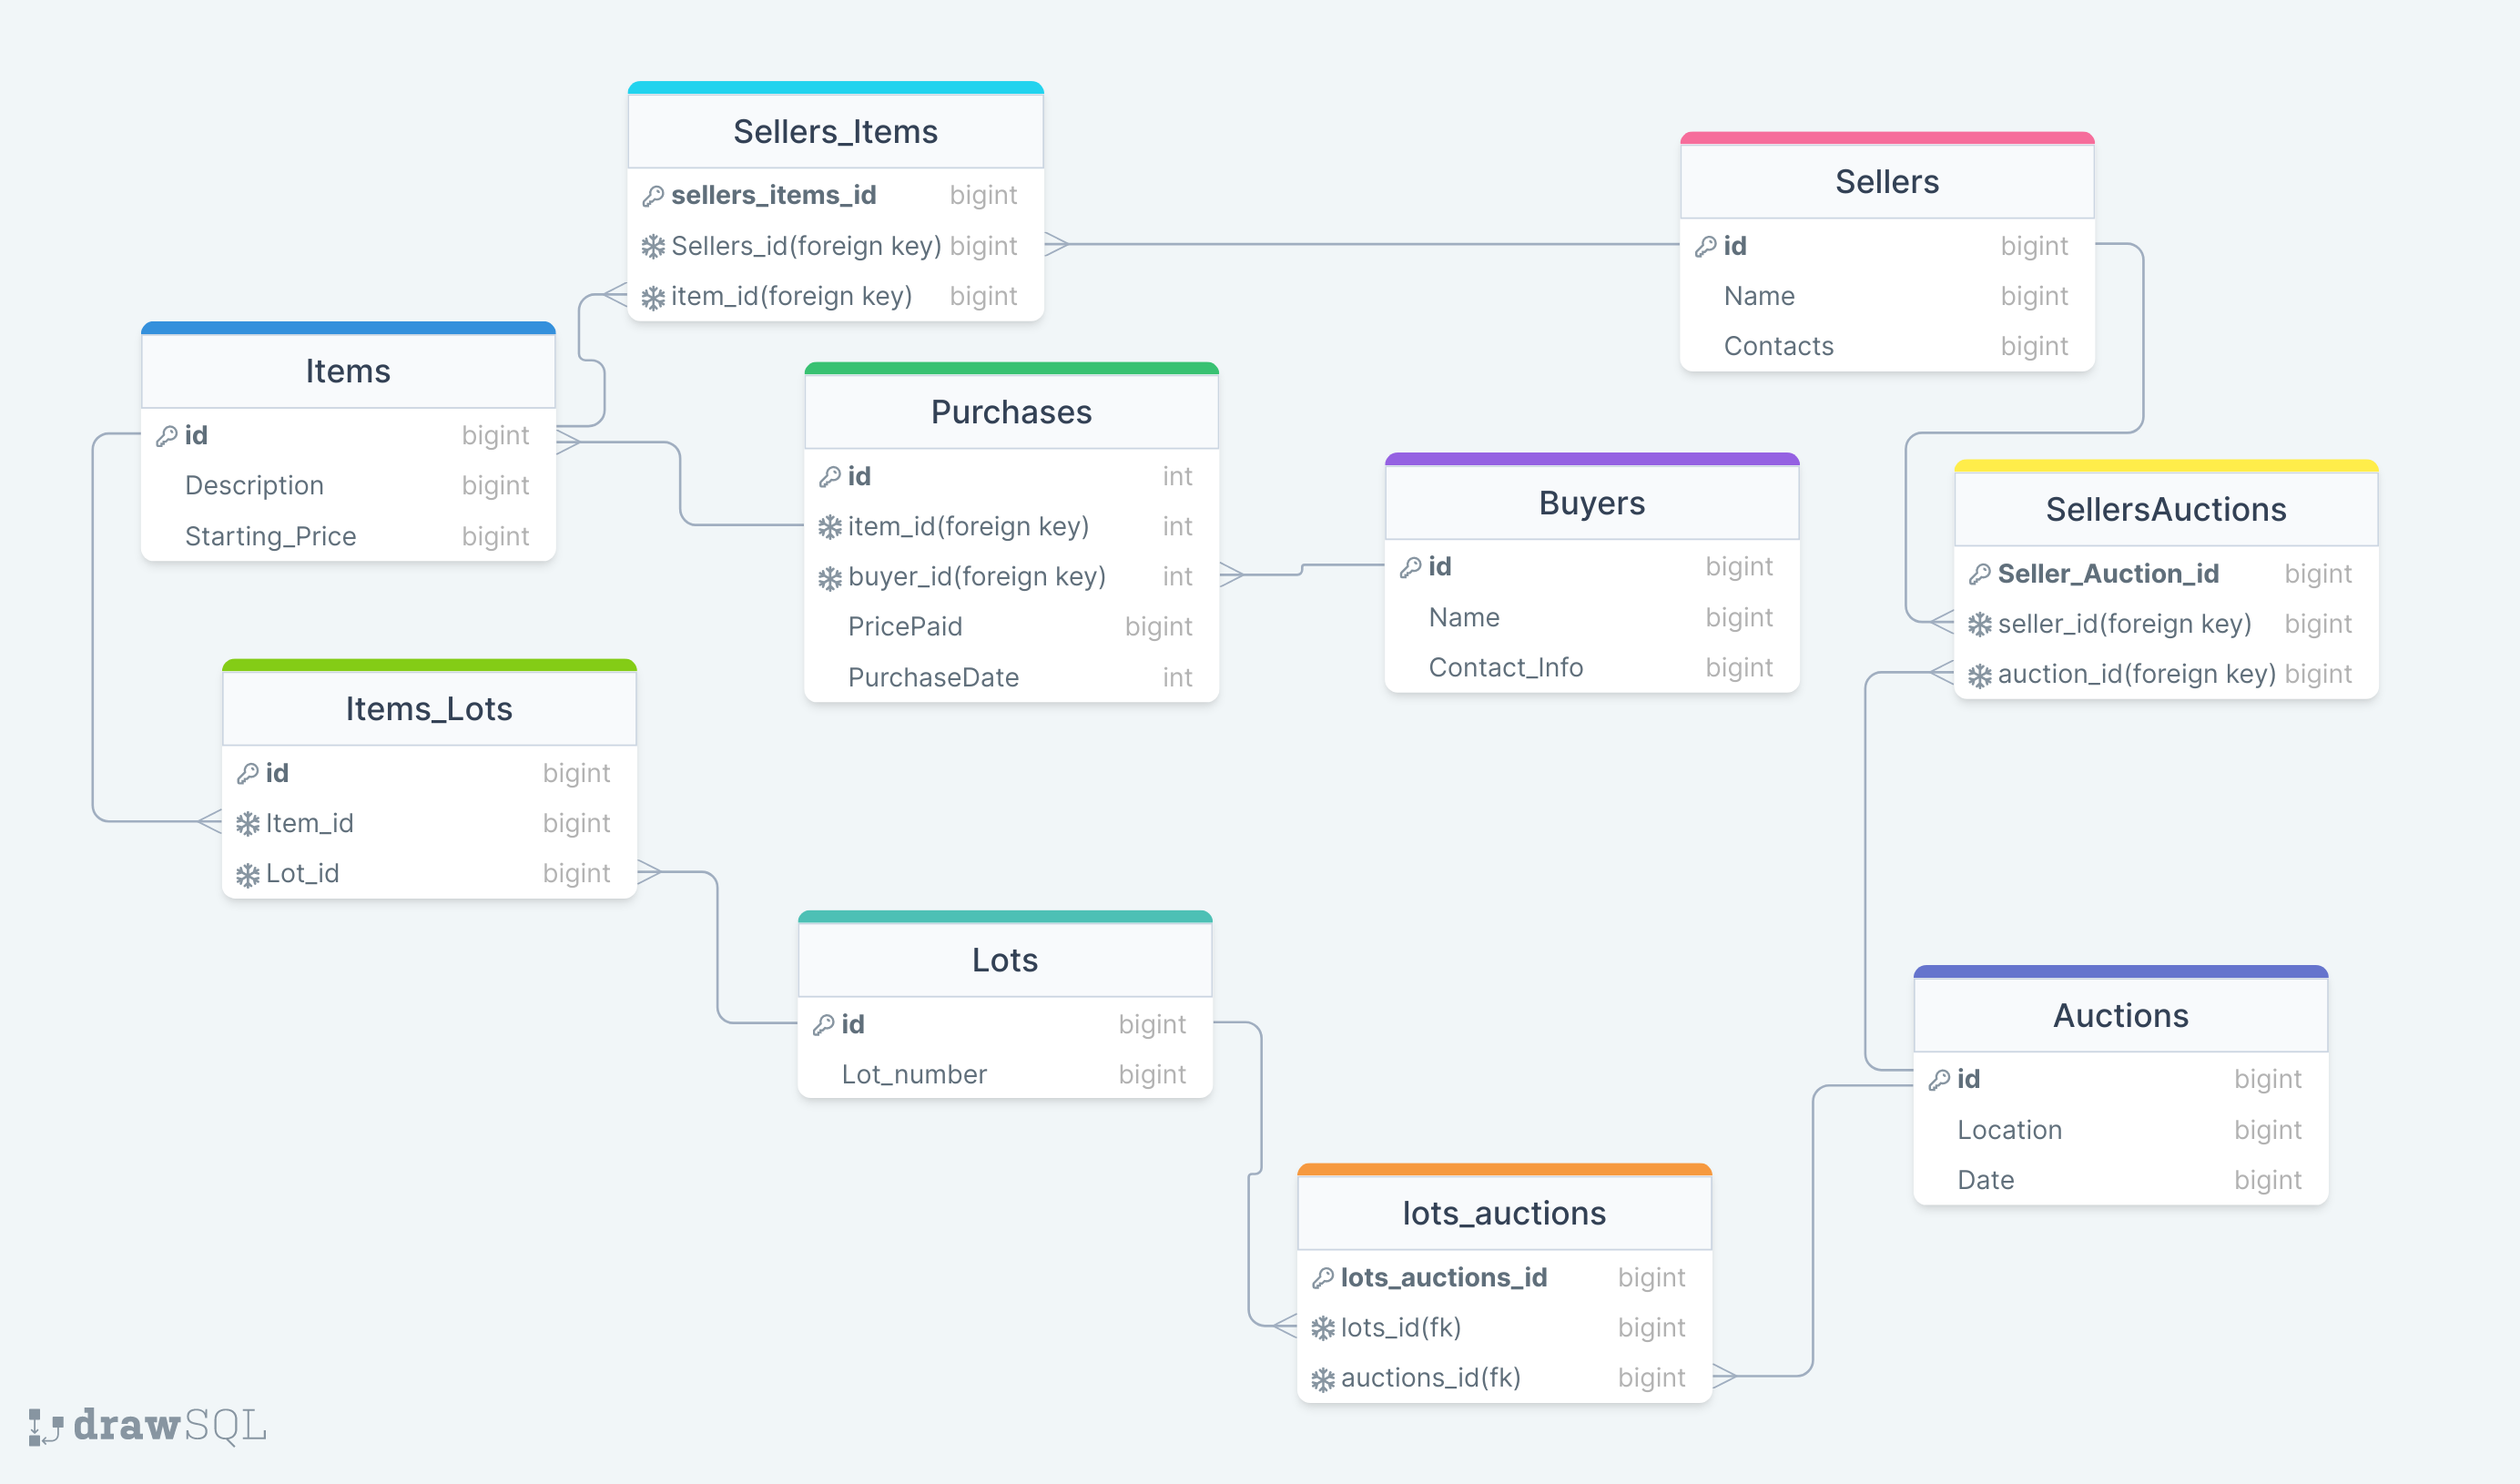 Sellers_Items
sellers_items_id bigint
Sellers_id(foreign key) bigint
item_id(foreign key) bigint
Sellers
id bigint
Name bigint
Contacts bigint
Items
id bigint
Description bigint
Starting_Price bigint
Purchases
id int
item_id(foreign key) int
buyer_id(foreign key) int
PricePaid bigint
PurchaseDate int
Buyers
id bigint
Name bigint
Contact_Info bigint
SellersAuctions
Seller_Auction_id bigint
seller_id(foreign key) bigint
auction_id(foreign key) bigint
Items_Lots
id bigint
Item_id bigint
Lot_id bigint
Lots
id bigint
Lot_number bigint
Auctions
id bigint
Location bigint
Date bigint
lots_auctions
lots_auctions_id bigint
lots_id(fk) bigint
auctions_id(fk) bigint
drawSQL